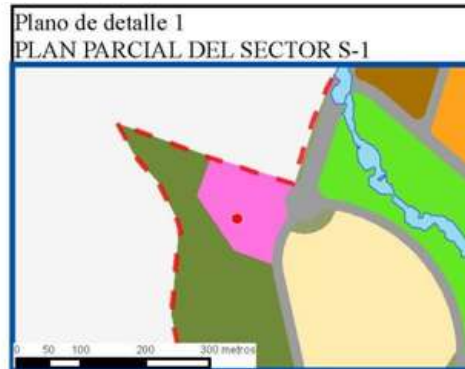 Plano de detalle 1
PLAN PARCIAL DEL SECTOR S-1
0 50 100 200 300 metros